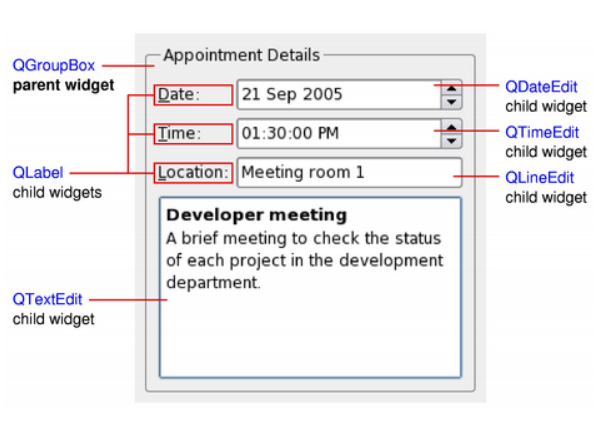 Appointment Details
QGroupBox
parent widget
Date:
21 Sep 2005
QDateEdit
child widget
Time:
01:30:00 PM
QTimeEdit
child widget
QLabel
child widgets
Location:
Meeting room 1
QLineEdit
child widget
Developer meeting
A brief meeting to check the status
of each project in the development
department.
QTextEdit
child widget